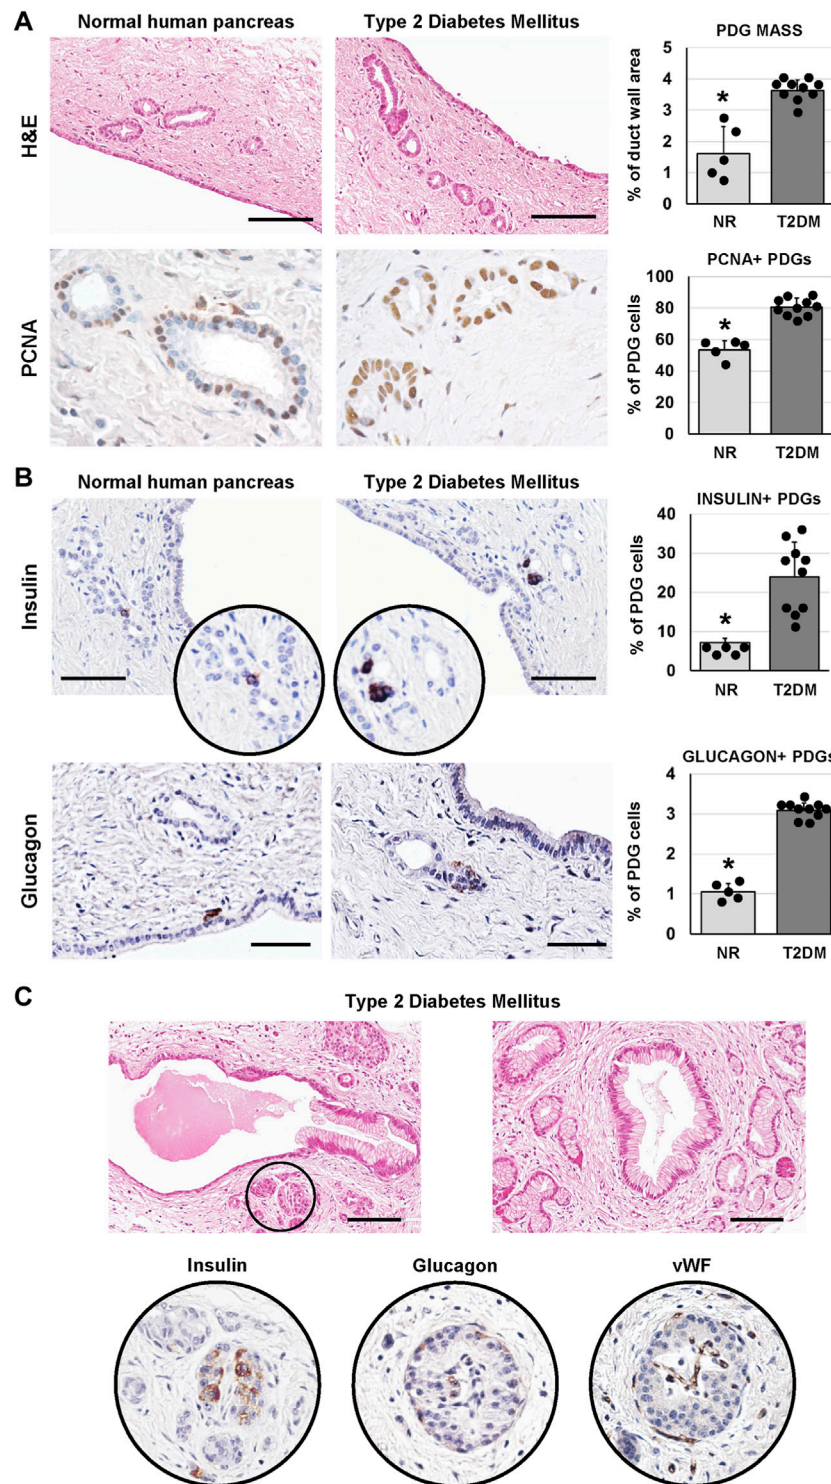 A
Normal human pancreas
Type 2 Diabetes Mellitus
H&E
PDG MASS
% of duct wall area
5
4
3
2
1
0
*
NR
T2DM
PCNA
PCNA+ PDGs
% of PDG cells
100
80
60
40
20
0
*
NR
T2DM
B
Normal human pancreas
Type 2 Diabetes Mellitus
Insulin
INSULIN+ PDGs
% of PDG cells
40
30
20
10
0
*
NR
T2DM
Glucagon
GLUCAGON+ PDGs
% of PDG cells
4
3
2
1
0
*
NR
T2DM
C
Type 2 Diabetes Mellitus
Insulin
Glucagon
vWF